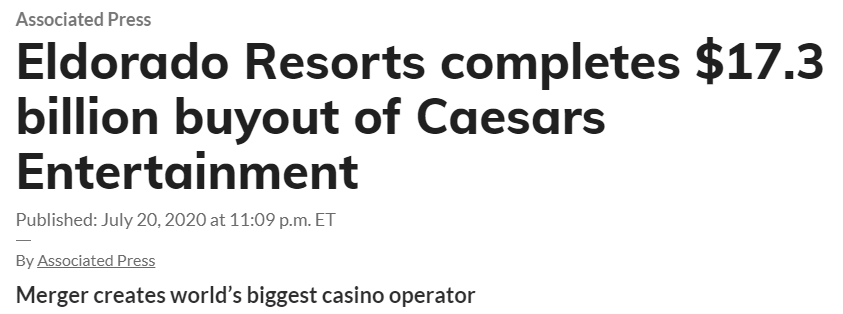 Associated Press
Eldorado Resorts completes $17.3
billion buyout of Caesars
Entertainment
Published: July 20, 2020 at 11:09 p.m. ET
By Associated Press
Merger creates world’s biggest casino operator